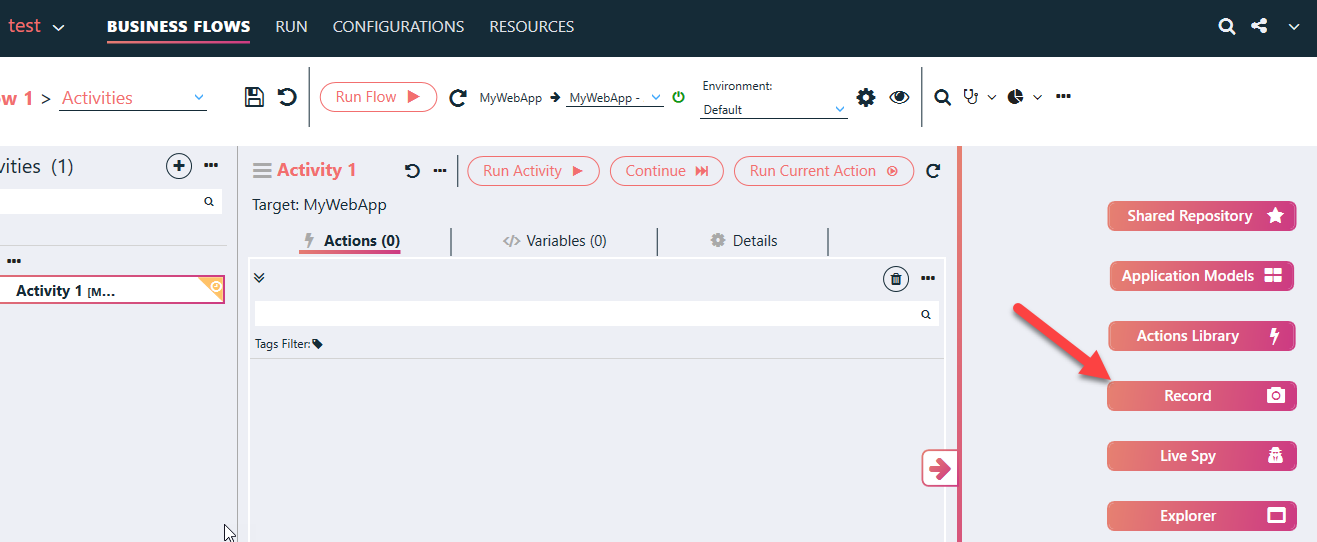 test BUSINESS FLOWS RUN CONFIGURATIONS RESOURCES
ow 1 > Activities
Run Flow
MyWebApp MyWebApp -
Environment:
Default
vities (1)
Activity 1 [M...
Activity 1
Run Activity Continue Run Current Action
Target: MyWebApp
Actions (0) Variables (0) Details
Tags Filter:
Shared Repository
Application Models
Actions Library
Record
Live Spy
Explorer